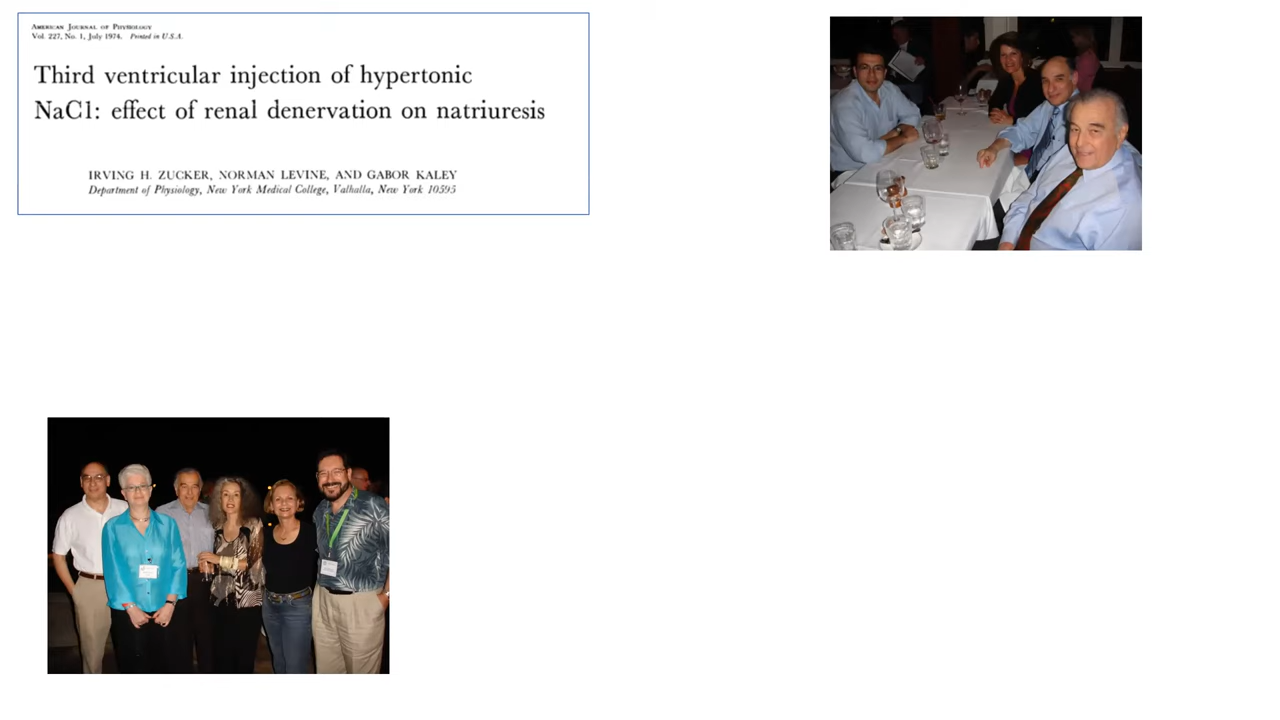 AMERICAN JOURNAL OF PHYSIOLOGY
Vol. 227, No. 1, July 1974. Printed in U.S.A.
Third ventricular injection of hypertonic
NaCl: effect of renal denervation on natriuresis
IRVING H. ZUCKER, NORMAN LEVINE, AND GABOR KALEY
Department of Physiology, New York Medical College, Valhalla, New York 10595